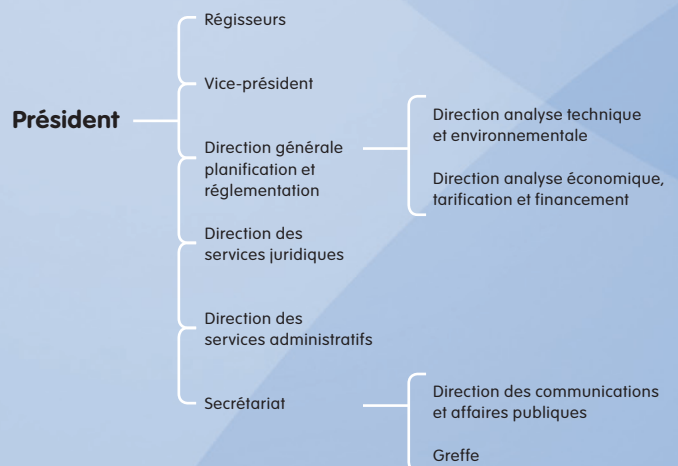 Président
Régisseurs
Vice-président
Direction générale
planification et
réglementation
Direction analyse technique
et environnementale
Direction analyse économique,
tarification et financement
Direction des
services juridiques
Direction des
services administratifs
Secrétariat
Direction des communications
et affaires publiques
Greffe